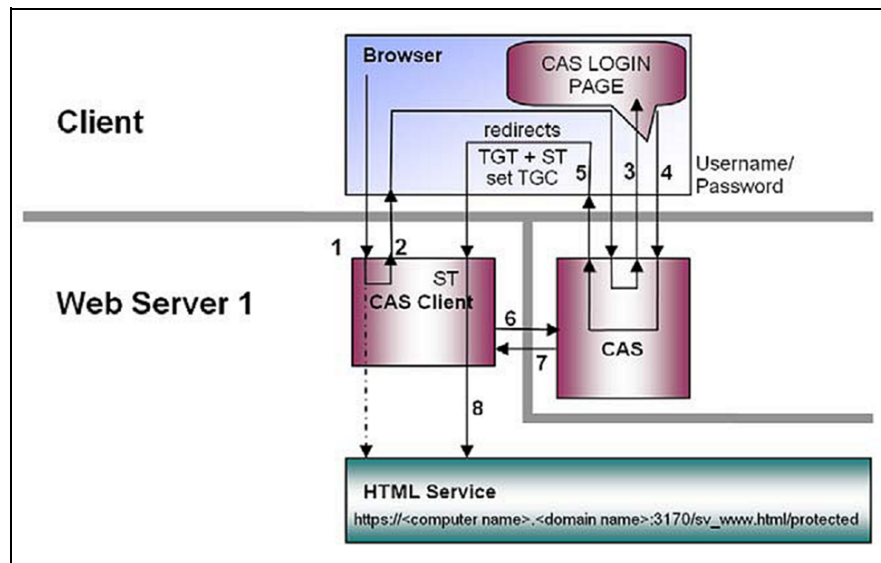 Browser
CAS LOGIN
PAGE
Client
redirects
TGT + ST
set TGC
5
3
4
Username/
Password
1
2
Web Server 1
ST
CAS Client
6
7
CAS
8
HTML Service
https://<computer name>.<domain name>:3170/sv_www.html/protected